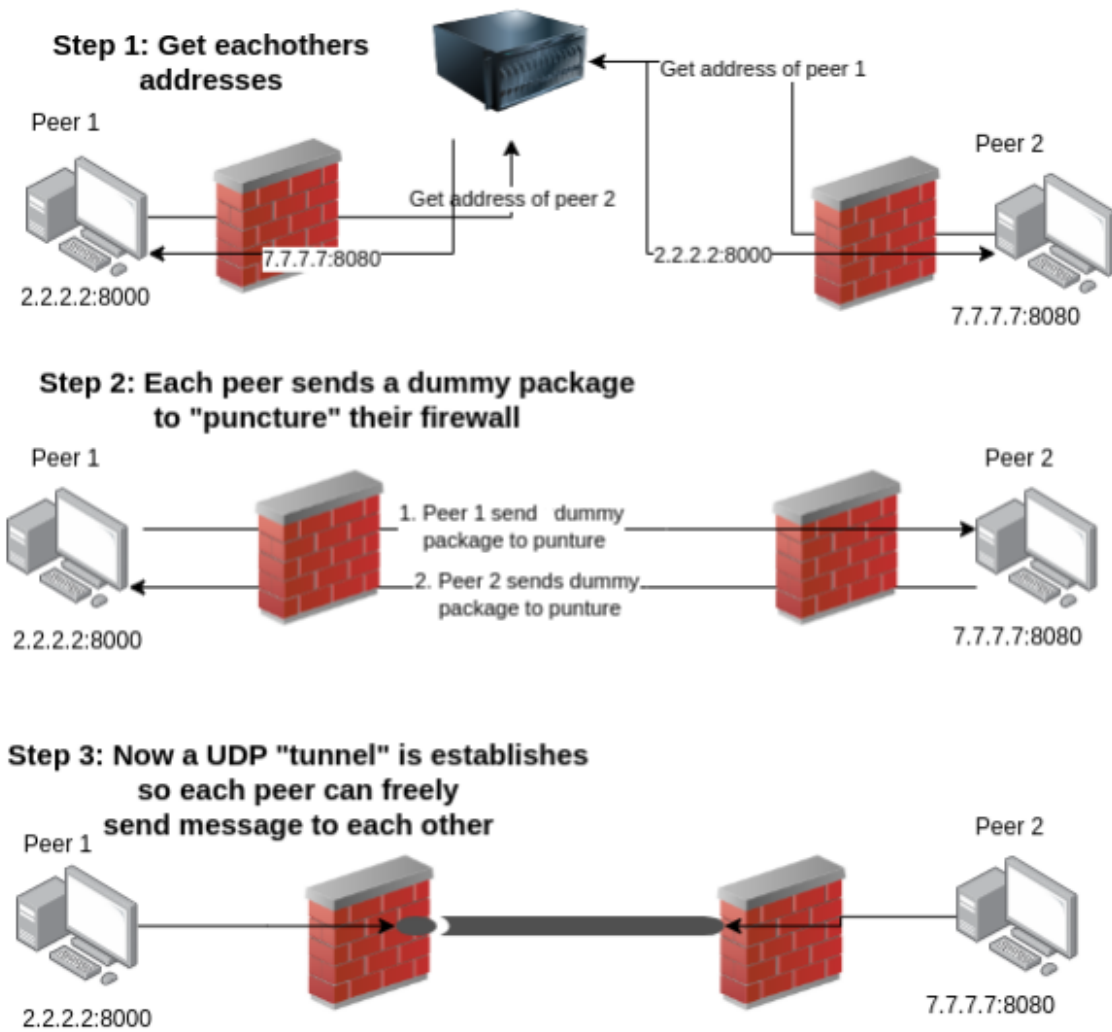 Step 1: Get eachothers
addresses
Get address of peer 1
Peer 1
Peer 2
Get address of peer 2
7.7.7.7:8080
2.2.2.2:8000
2.2.2.2:8000
7.7.7.7:8080
Step 2: Each peer sends a dummy package
to "puncture" their firewall
Peer 1
Peer 2
1. Peer 1 send dummy
package to punture
2. Peer 2 sends dummy
package to punture
2.2.2.2:8000
7.7.7.7:8080
Step 3: Now a UDP "tunnel" is establishes
so each peer can freely
send message to each other
Peer 1
Peer 2
2.2.2.2:8000
7.7.7.7:8080